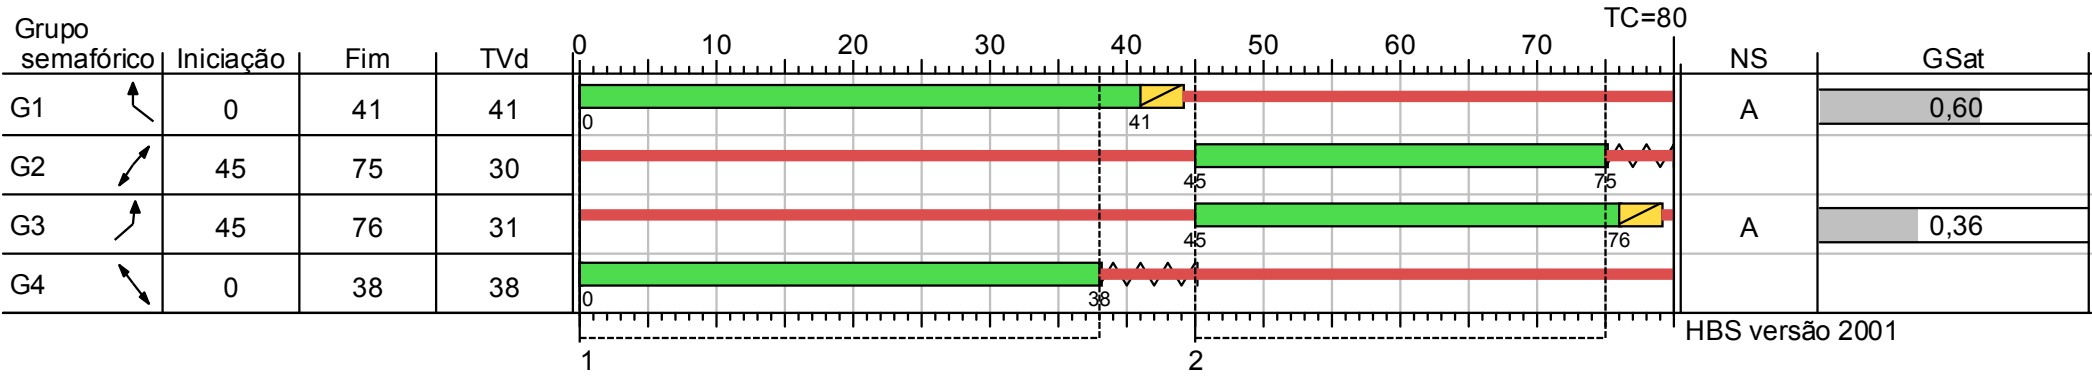 TC=80
Grupo
semafórico Iniciação Fim TVd 0 10 20 30 40 50 60 70 NS GSat
G1 0 41 41 A 0,60
0 41
G2 45 75 30
45 75
G3 45 76 31 A 0,36
45 76
G4 0 38 38
0 38
HBS versão 2001
1 2